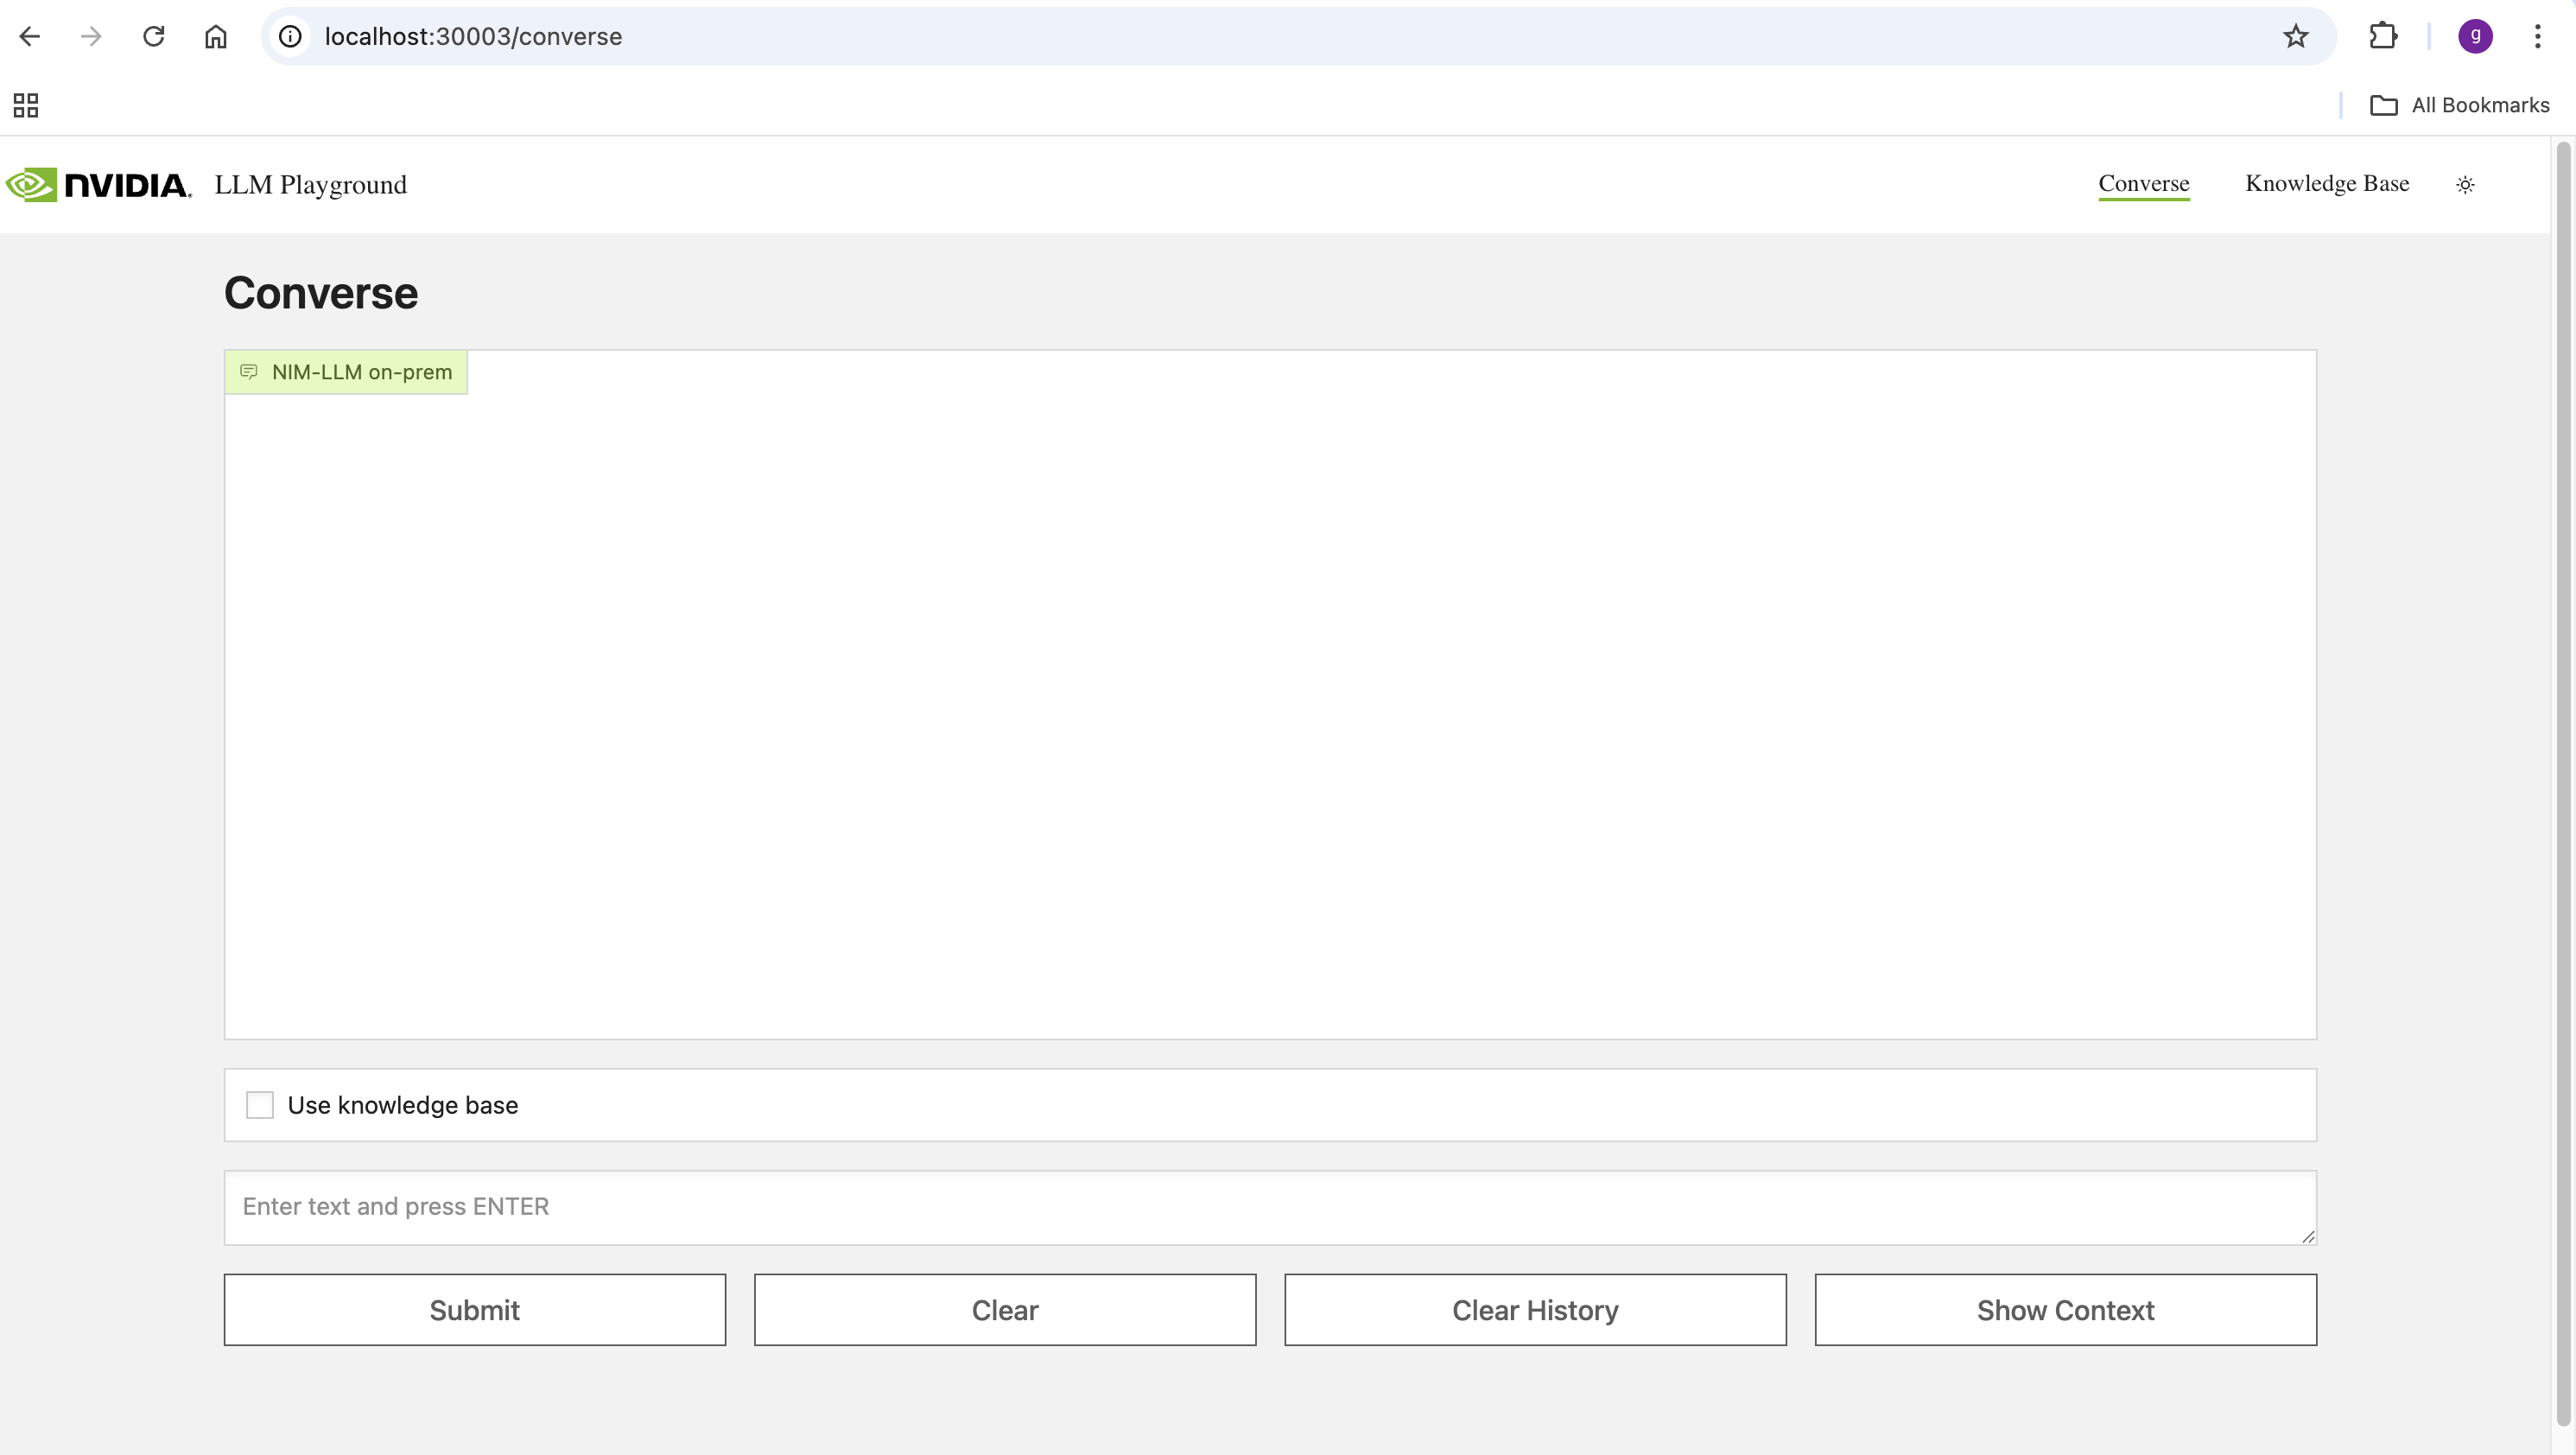 localhost:30003/converse
g
All Bookmarks
NVIDIA. LLM Playground
Converse Knowledge Base
Converse
NIM-LLM on-prem
Use knowledge base
Enter text and press ENTER
Submit Clear Clear History Show Context